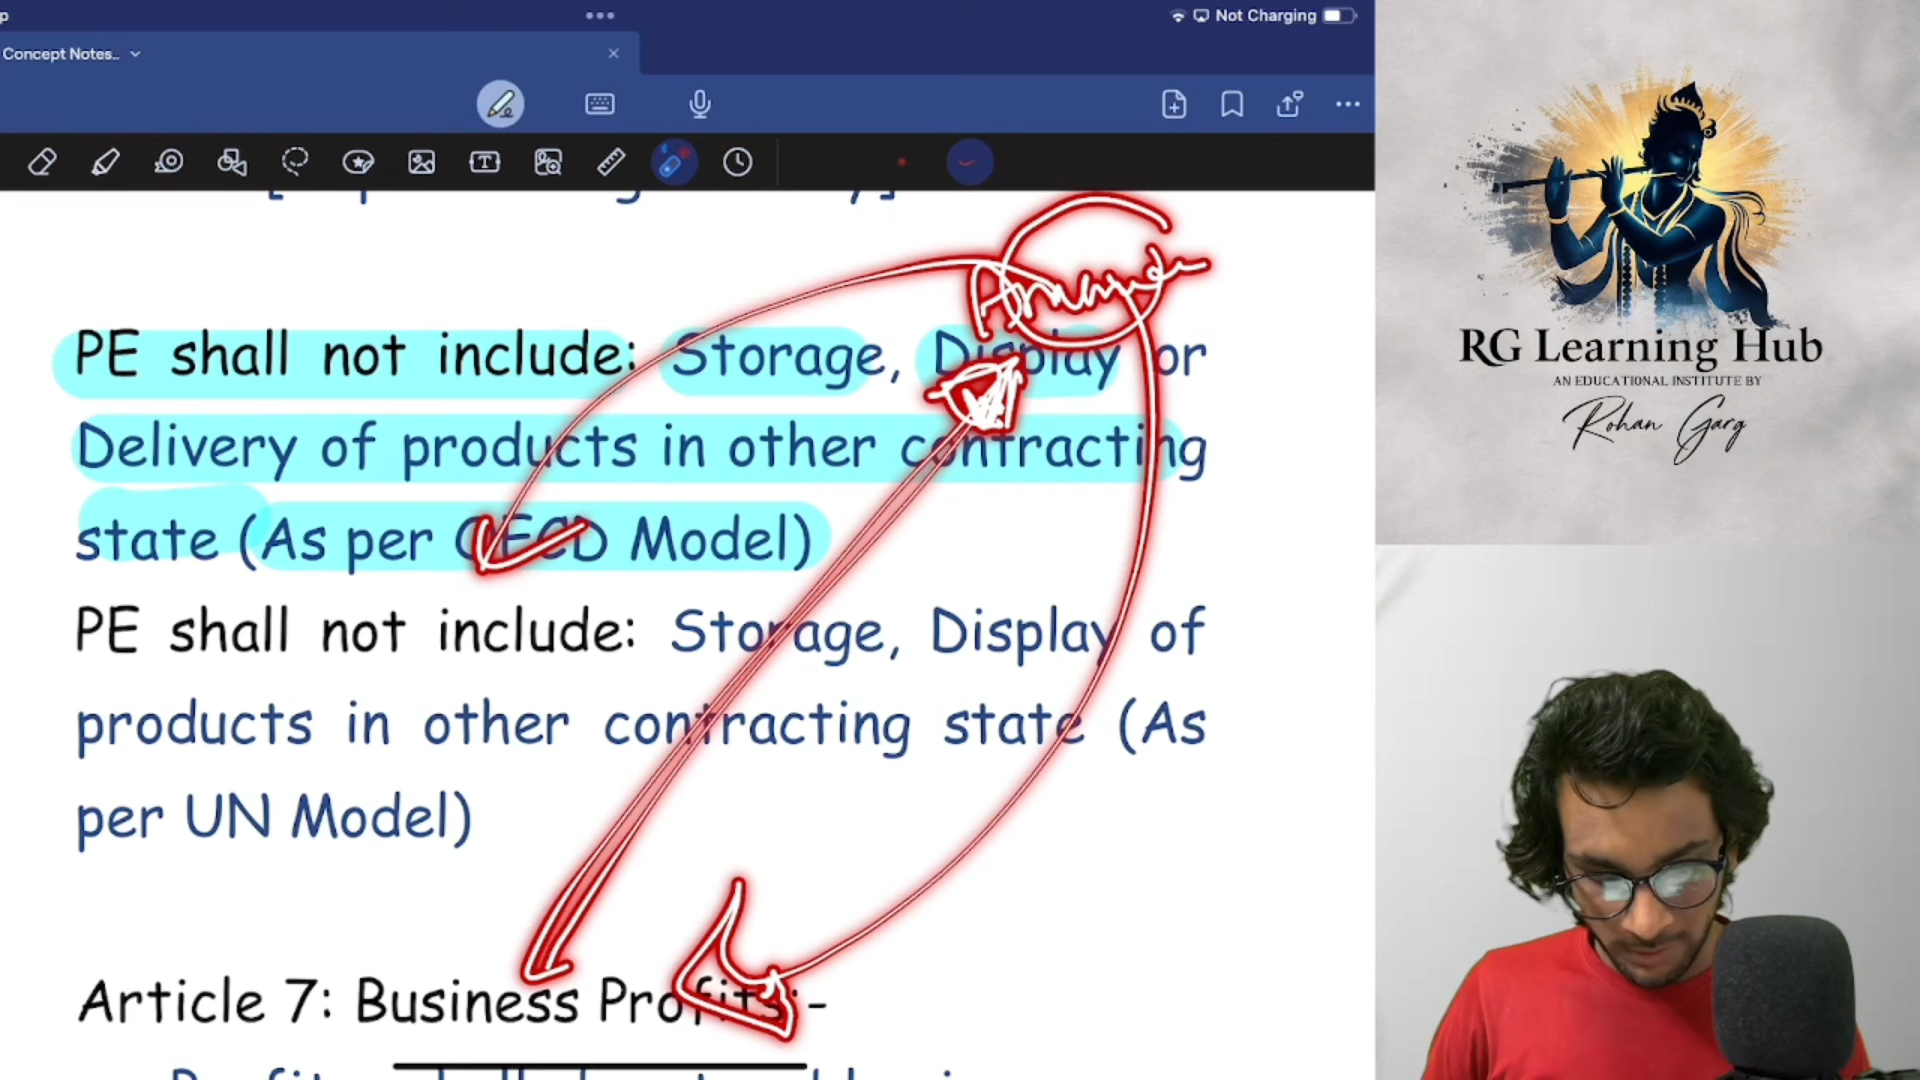 Not Charging
Concept Notes..
PE shall not include: Storage, Display or
Delivery of products in other contracting
state (As per OECD Model)
PE shall not include: Storage, Display of
products in other contracting state (As
per UN Model)
Article 7: Business Profits:-
RG Learning Hub
AN EDUCATIONAL INSTITUTE BY
Rohan Garg